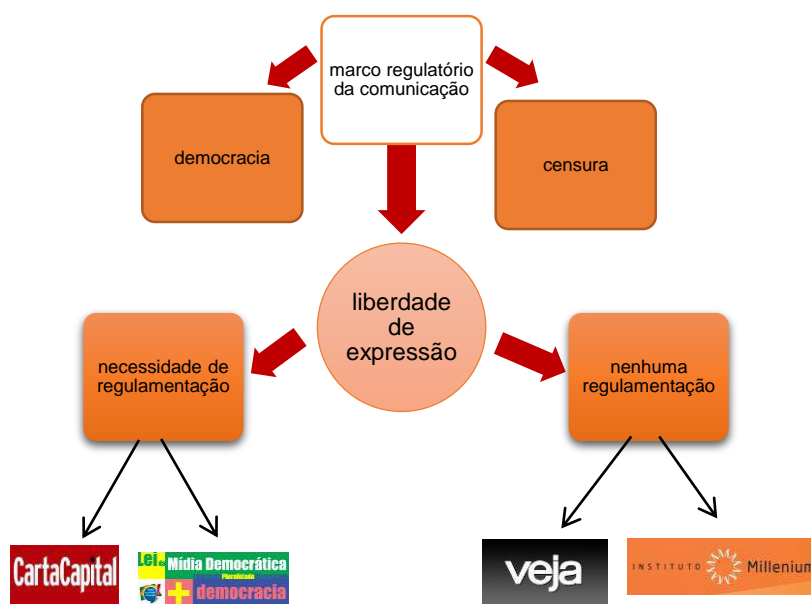 marco regulatório
da comunicação
democracia
censura
liberdade
de
expressão
necessidade de
regulamentação
nenhuma
regulamentação
CartaCapital
Lei da Mídia Democrática
Pluralidade
+ democracia
veja
INSTITUTO Millenium